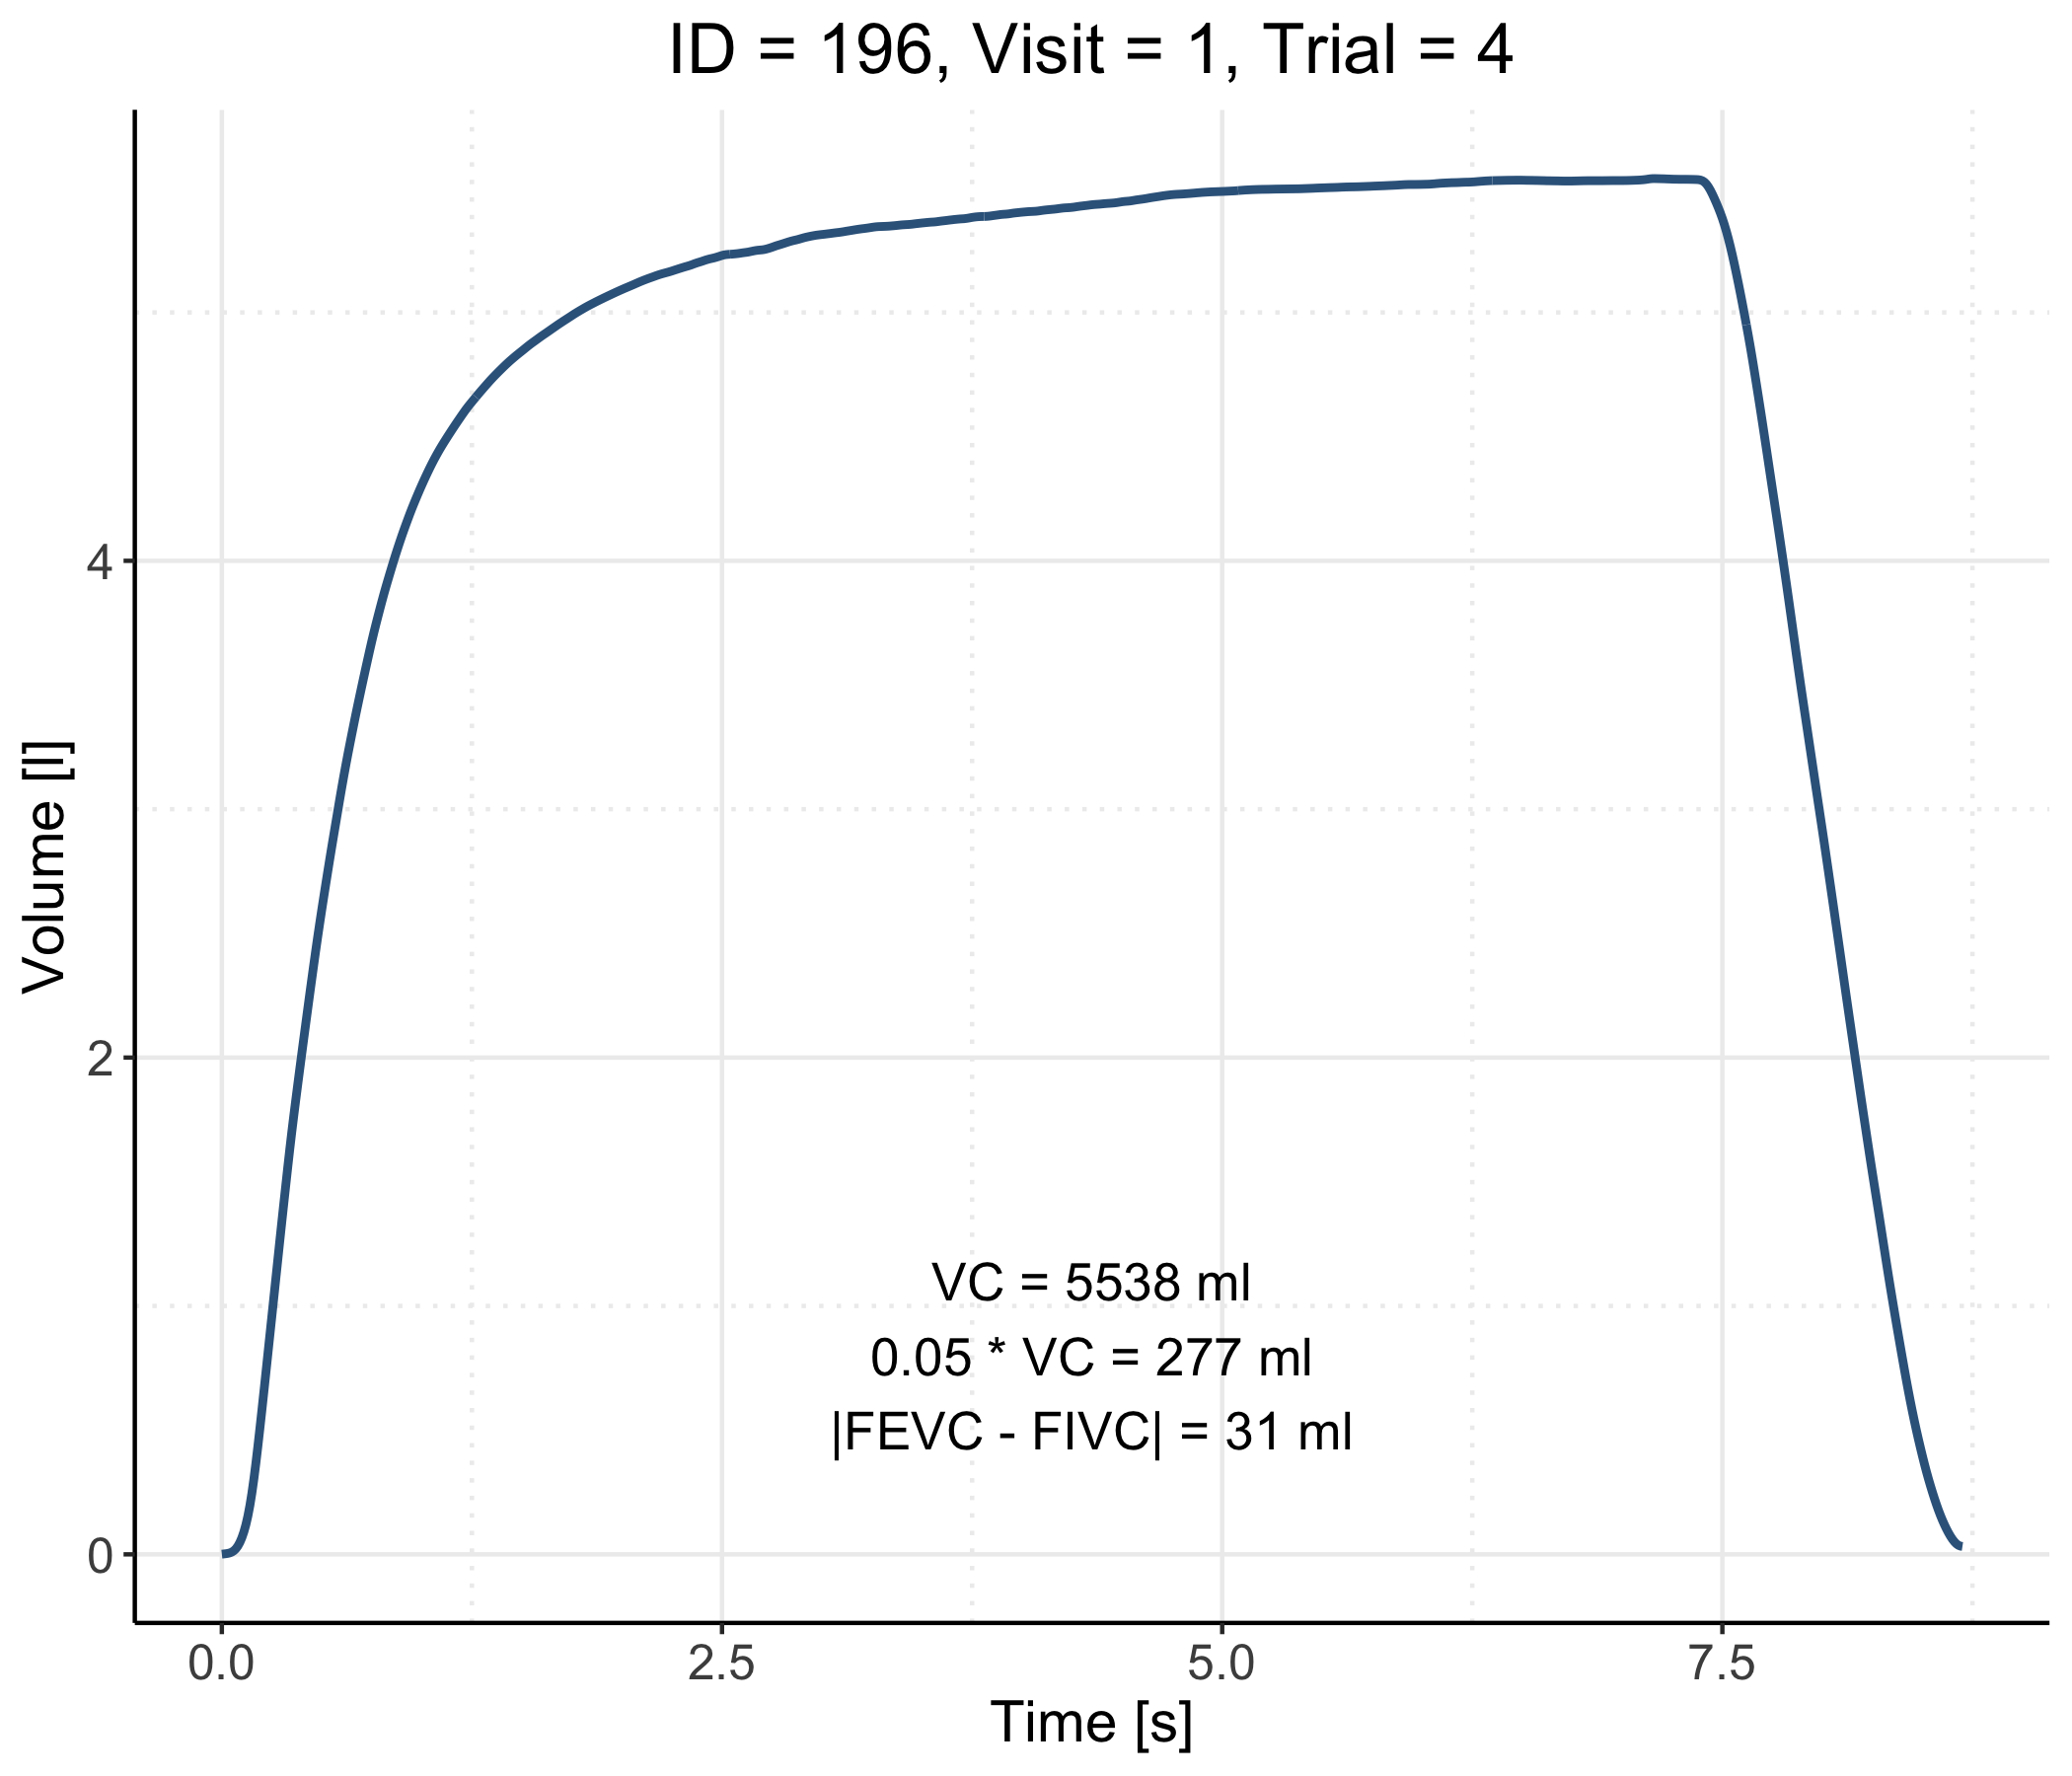 ID = 196, Visit = 1, Trial = 4
Volume [l]
4
2
0
VC = 5538 ml
0.05 * VC = 277 ml
|FEVC - FIVC| = 31 ml
0.0 2.5 5.0 7.5
Time [s]